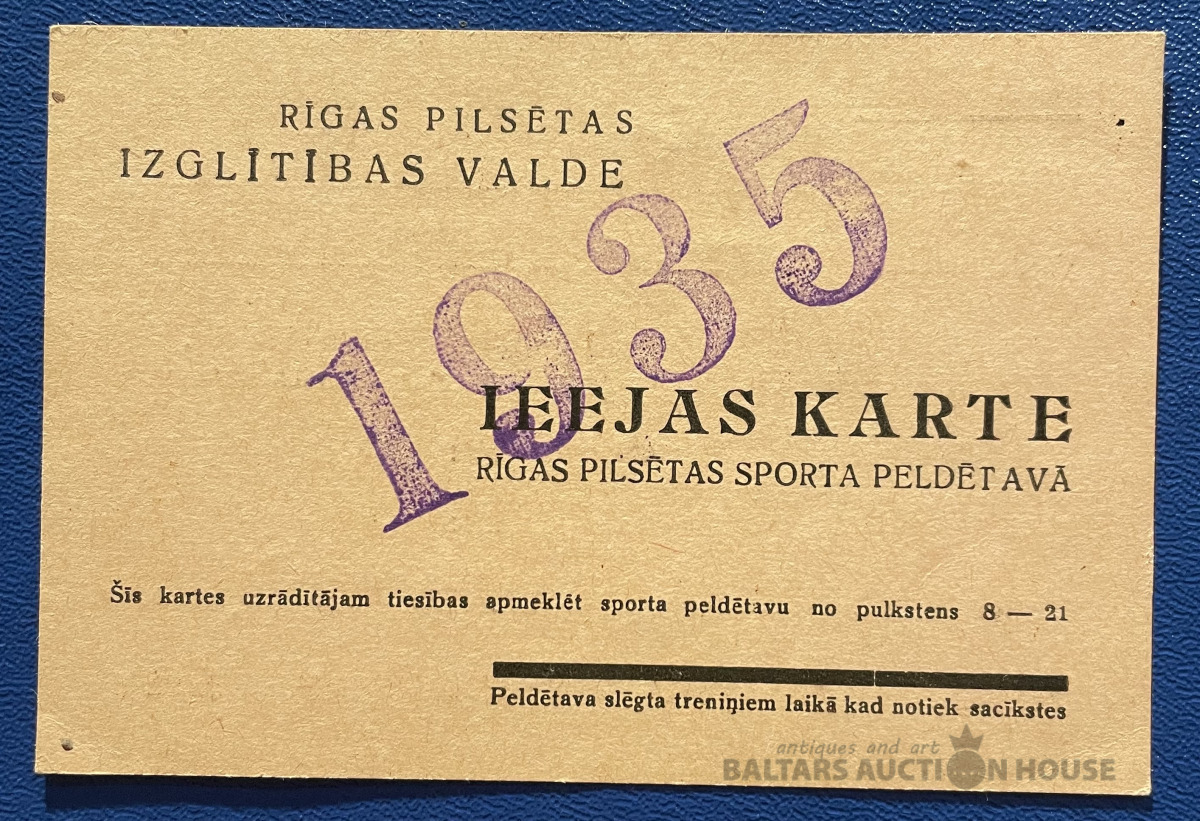 RĪGAS PILSĒTAS
IZGLĪTĪBAS VALDE
1935
IEEJAS KARTE
RĪGAS PILSĒTAS SPORTA PELDĒTAVĀ
Šīs kartes uzrādītājam tiesības apmeklēt sporta peldētavu no pulkstens 8 — 21
Peldētava slēgta treniņiem laikā kad notiek sacīkstes
antiques and art
BALTARS AUCTION HOUSE